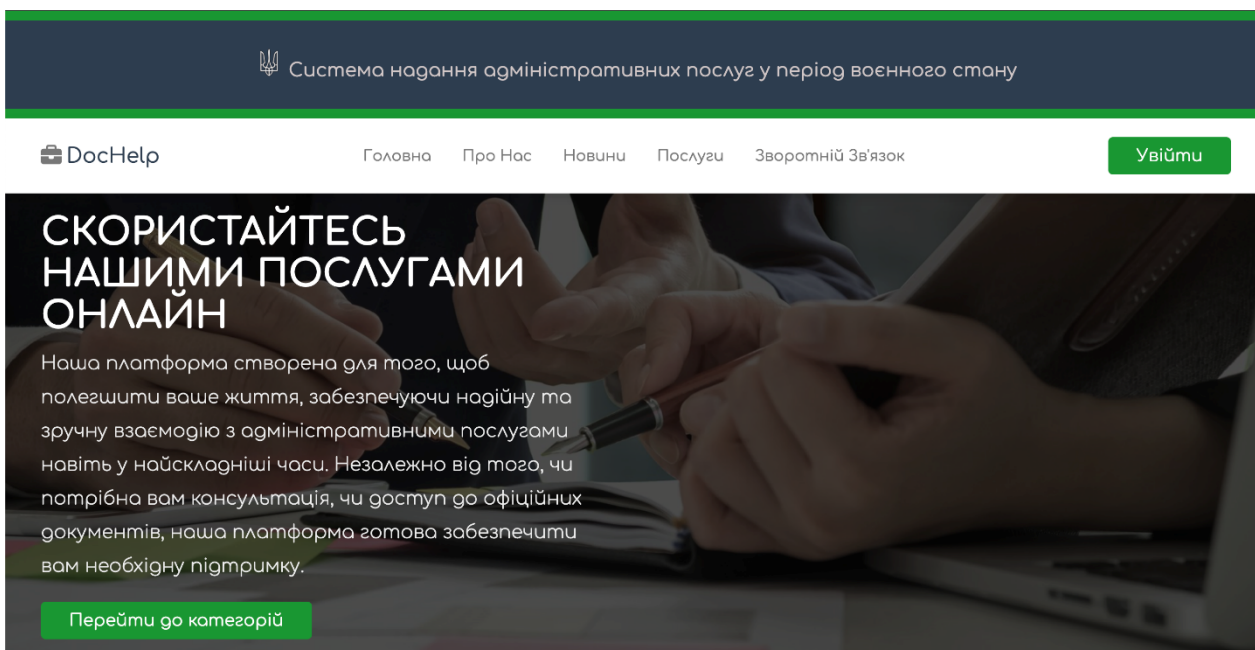 Система надання адміністративних послуг у період воєнного стану
DocHelp
Головна Про Нас Новини Послуги Зворотній Зв'язок
Увійти
СКОРИСТАЙТЕСЬ
НАШИМИ ПОСЛУГАМИ
ОНЛАЙН
Наша платформа створена для того, щоб
полегшити ваше життя, забезпечуючи надійну та
зручну взаємодію з адміністративними послугами
навіть у найскладніші часи. Незалежно від того, чи
потрібна вам консультація, чи доступ до офіційних
документів, наша платформа готова забезпечити
вам необхідну підтримку.
Перейти до категорій